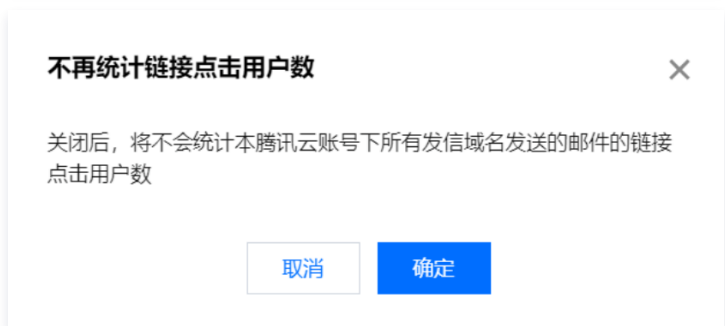 不再统计链接点击用户数
关闭后，将不会统计本腾讯云账号下所有发信域名发送的邮件的链接
点击用户数
取消
确定